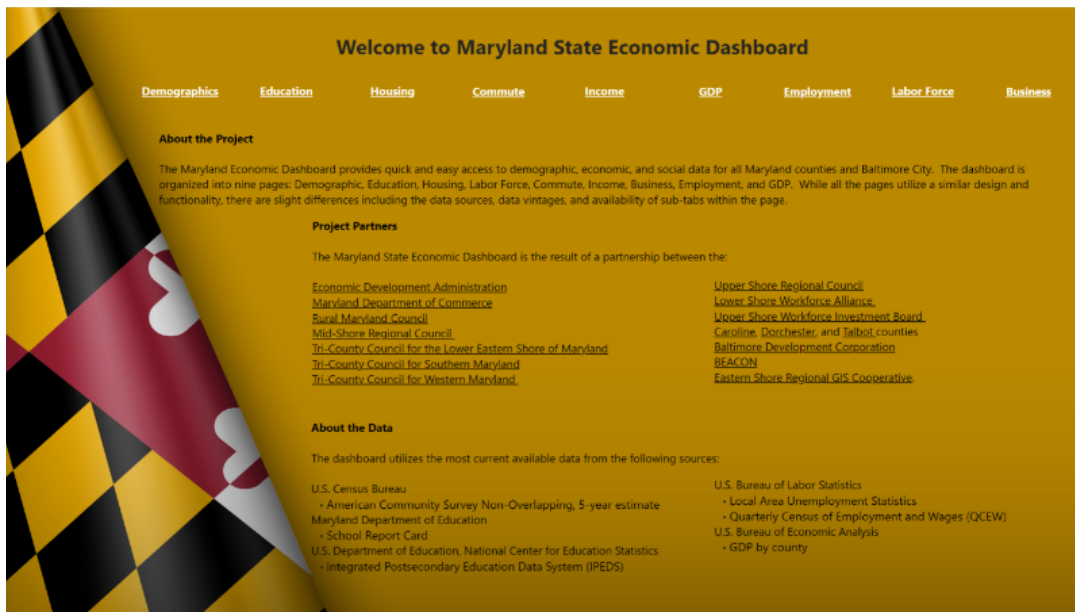 Welcome to Maryland State Economic Dashboard
Demographics Education Housing Commute Income GDP Employment Labor Force Business
About the Project
The Maryland Economic Dashboard provides quick and easy access to demographic, economic, and social data for all Maryland counties and Baltimore City. The dashboard is
organized into nine pages: Demographic, Education, Housing, Labor Force, Commute, Income, Business, Employment, and GDP. While all the pages utilize a similar design and
functionality, there are slight differences including the data sources, data vintages, and availability of sub-tabs within the page.
Project Partners
The Maryland State Economic Dashboard is the result of a partnership between the:
Economic Development Administration
Maryland Department of Commerce
Rural Maryland Council
Mid-Shore Regional Council
Tri-County Council for the Lower Eastern Shore of Maryland
Tri-County Council for Southern Maryland
Tri-County Council for Western Maryland
Upper Shore Regional Council
Lower Shore Workforce Alliance
Upper Shore Workforce Investment Board
Caroline, Dorchester, and Talbot counties
Baltimore Development Corporation
BEACON
Eastern Shore Regional GIS Cooperative.
About the Data
The dashboard utilizes the most current available data from the following sources:
U.S. Census Bureau
• American Community Survey Non-Overlapping, 5-year estimate
Maryland Department of Education
• School Report Card
U.S. Department of Education, National Center for Education Statistics
• Integrated Postsecondary Education Data System (IPEDS)
U.S. Bureau of Labor Statistics
• Local Area Unemployment Statistics
• Quarterly Census of Employment and Wages (QCEW)
U.S. Bureau of Economic Analysis
• GDP by county